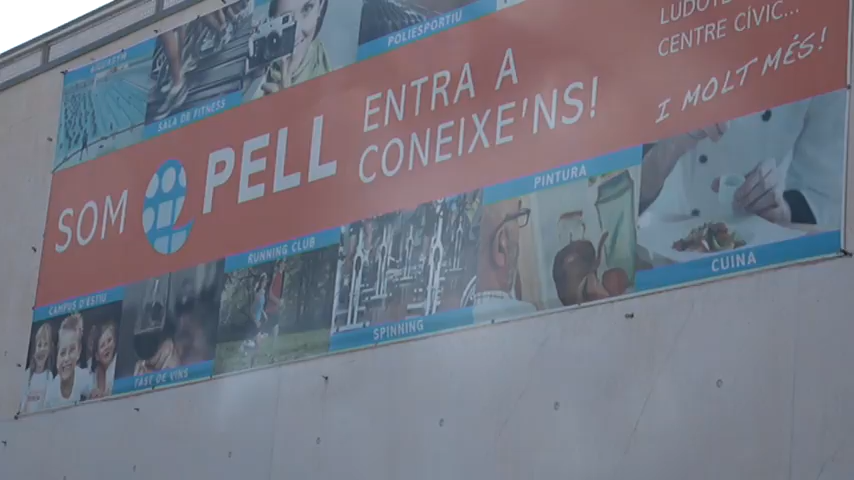 POLIESPORTIU
SALA DE FITNESS
CENTRE CÍVIC...
I MOLT MÉS!
ENTRA A
CONEIXE'NS!
SOM PELL
PINTURA
RUNNING CLUB
CUINA
CAMPUS D'ESTIU
SPINNING
TAST DE VINS